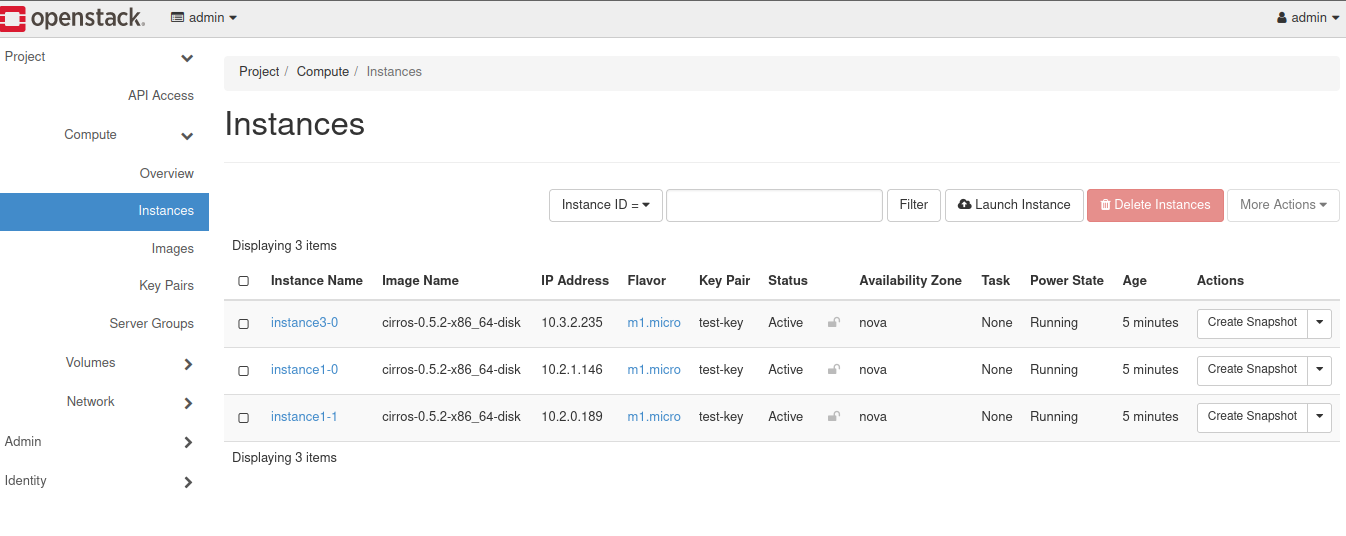 openstack. admin admin
Project
API Access
Compute
Overview
Instances
Images
Key Pairs
Server Groups
Volumes
Network
Admin
Identity
Project / Compute / Instances
Instances
Instance ID = Filter Launch Instance Delete Instances More Actions
Displaying 3 items
Instance Name Image Name IP Address Flavor Key Pair Status Availability Zone Task Power State Age Actions
instance3-0 cirros-0.5.2-x86_64-disk 10.3.2.235 m1.micro test-key Active nova None Running 5 minutes Create Snapshot
instance1-0 cirros-0.5.2-x86_64-disk 10.2.1.146 m1.micro test-key Active nova None Running 5 minutes Create Snapshot
instance1-1 cirros-0.5.2-x86_64-disk 10.2.0.189 m1.micro test-key Active nova None Running 5 minutes Create Snapshot
Displaying 3 items